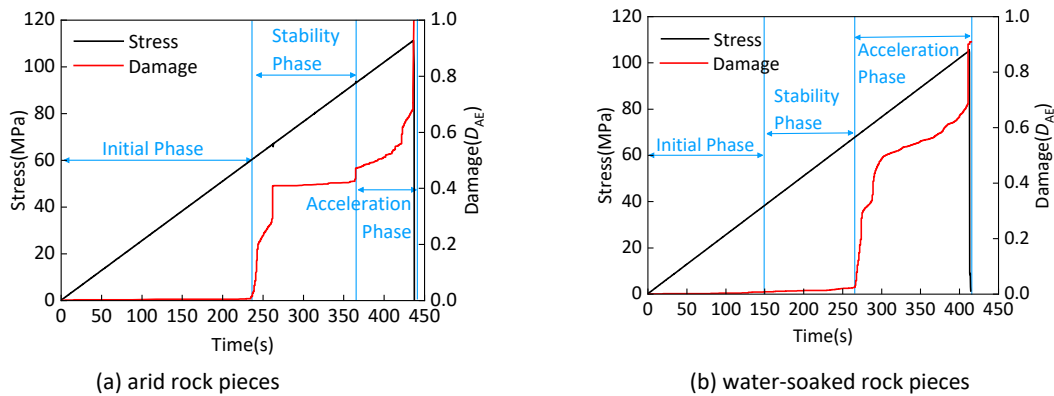 120
100
80
60
40
20
0
Stress(MPa)
Stress
Damage
Stability
Phase
Initial Phase
Acceleration
Phase
1.0
0.8
0.6
0.4
0.2
0.0
Damage(D_AE)
0 50 100 150 200 250 300 350 400 450
Time(s)
(a) arid rock pieces
120
100
80
60
40
20
0
Stress(MPa)
Stress
Damage
Acceleration
Phase
Stability
Phase
Initial Phase
1.0
0.8
0.6
0.4
0.2
0.0
Damage(D_AE)
0 50 100 150 200 250 300 350 400 450
Time(s)
(b) water-soaked rock pieces